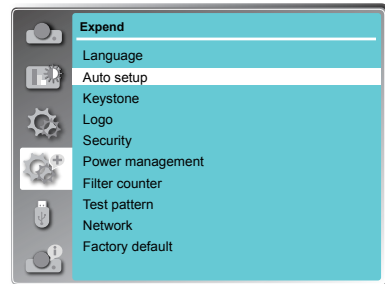 Expend
Language
Auto setup
Keystone
Logo
Security
Power management
Filter counter
Test pattern
Network
Factory default